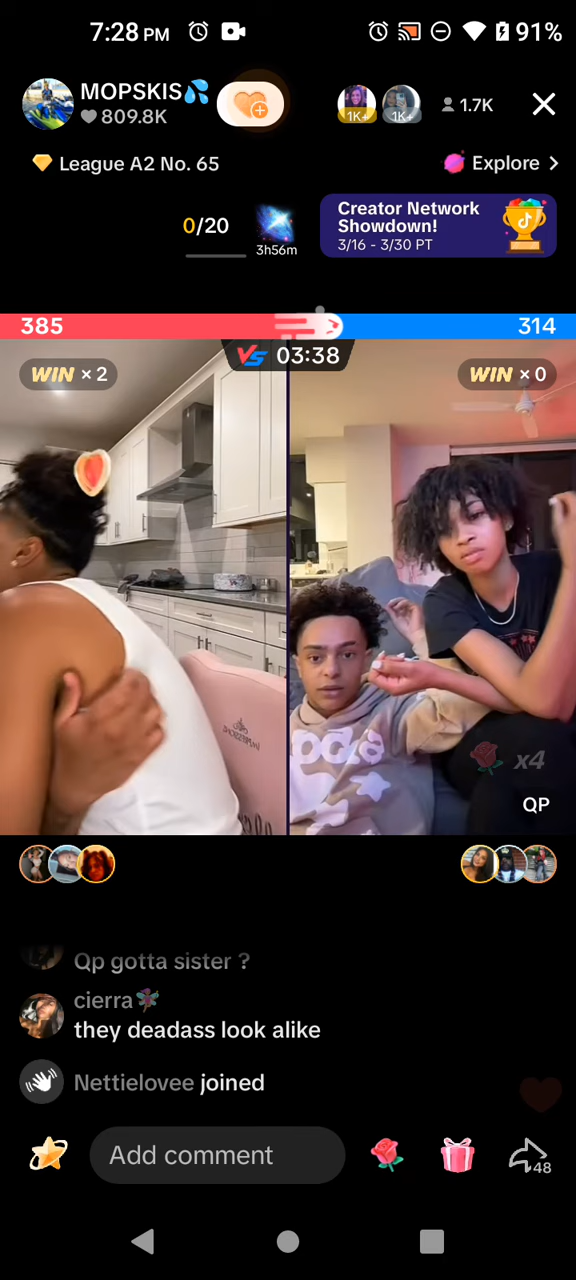 7:28 PM
91%
MOPSKIS💦
809.8K
1K+
1K+
1.7K
League A2 No. 65
Explore >
0/20
3h56m
Creator Network
Showdown!
3/16 - 3/30 PT
385
314
VS 03:38
WIN × 2
WIN × 0
x4
QP
Qp gotta sister ?
cierra🧚🏾‍♀️
they deadass look alike
Nettielovee joined
Add comment
48